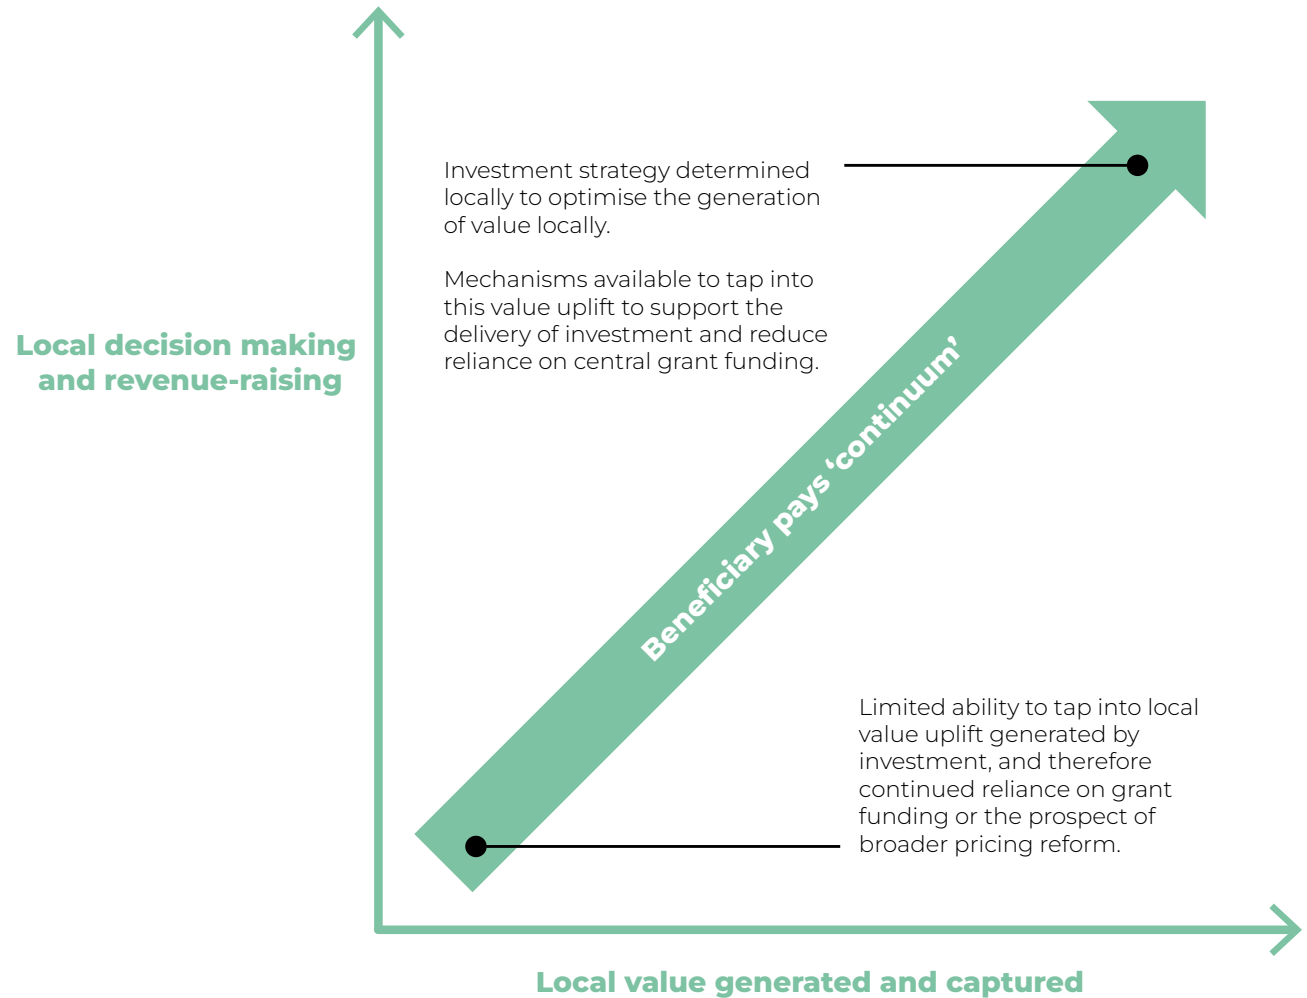 Investment strategy determined
locally to optimise the generation
of value locally.
Mechanisms available to tap into
this value uplift to support the
delivery of investment and reduce
reliance on central grant funding.
Local decision making
and revenue-raising
Beneficiary pays ‘continuum’
Limited ability to tap into local
value uplift generated by
investment, and therefore
continued reliance on grant
funding or the prospect of
broader pricing reform.
Local value generated and captured